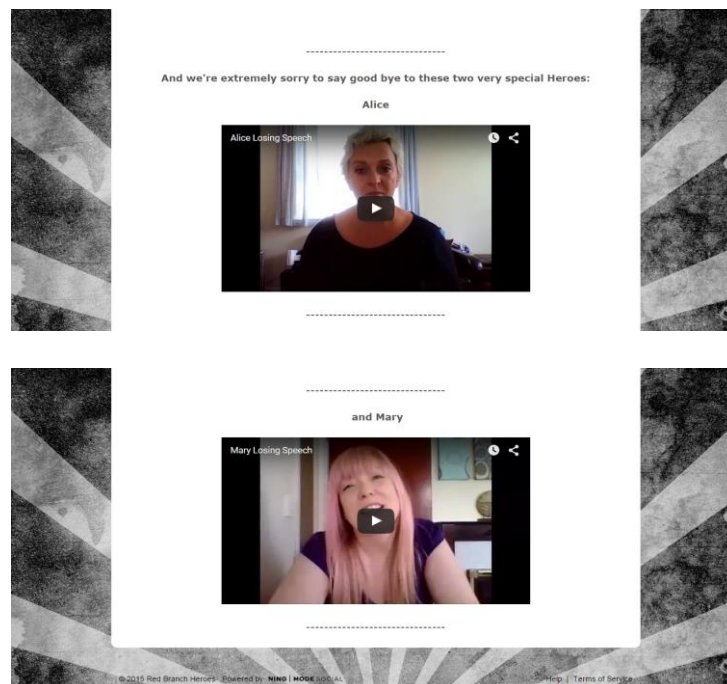 --------------------------------
And we're extremely sorry to say good bye to these two very special Heroes:
Alice
Alice Losing Speech
--------------------------------
--------------------------------
and Mary
Mary Losing Speech
--------------------------------
© 2015 Red Branch Heroes Powered by NING | MODE SOCIAL
Help | Terms of Service